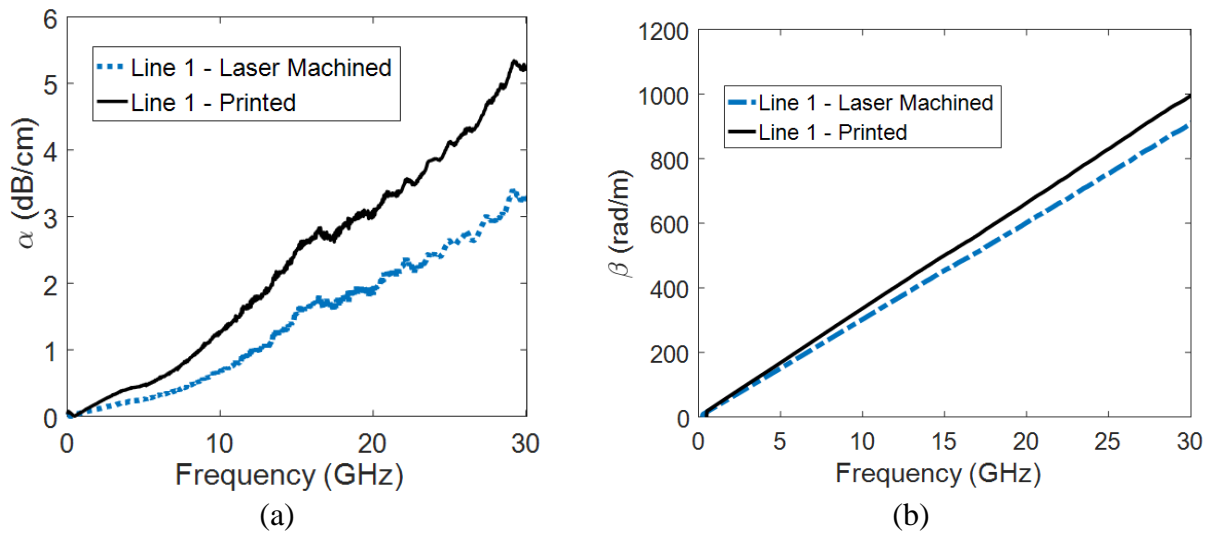 6
5
4
3
2
1
0
α (dB/cm)
Line 1 - Laser Machined
Line 1 - Printed
0 10 20 30
Frequency (GHz)
(a)
1200
1000
800
600
400
200
0
β (rad/m)
Line 1 - Laser Machined
Line 1 - Printed
0 5 10 15 20 25 30
Frequency (GHz)
(b)